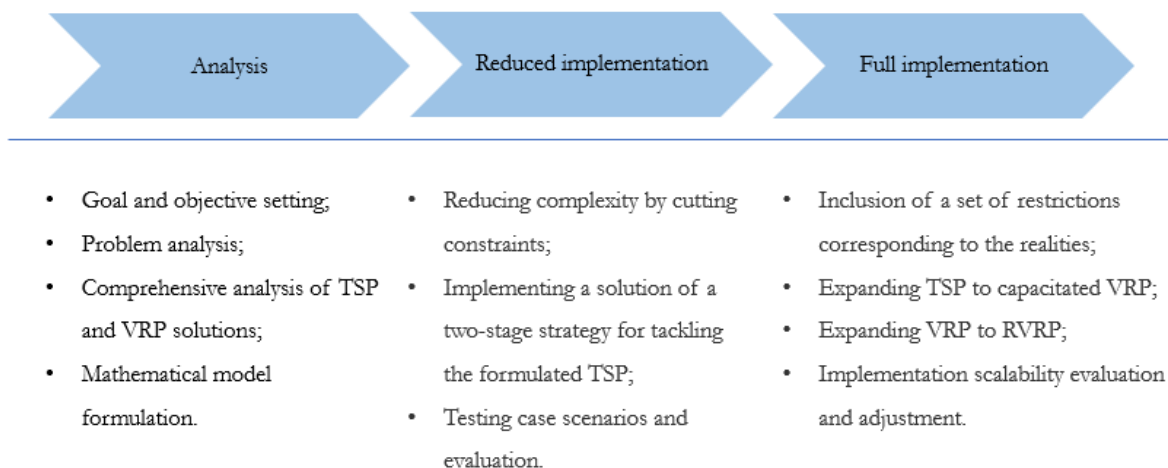 Analysis
Reduced implementation
Full implementation
• Goal and objective setting;
• Problem analysis;
• Comprehensive analysis of TSP
and VRP solutions;
• Mathematical model
formulation.
• Reducing complexity by cutting
constraints;
• Implementing a solution of a
two-stage strategy for tackling
the formulated TSP;
• Testing case scenarios and
evaluation.
• Inclusion of a set of restrictions
corresponding to the realities;
• Expanding TSP to capacitated VRP;
• Expanding VRP to RVRP;
• Implementation scalability evaluation
and adjustment.